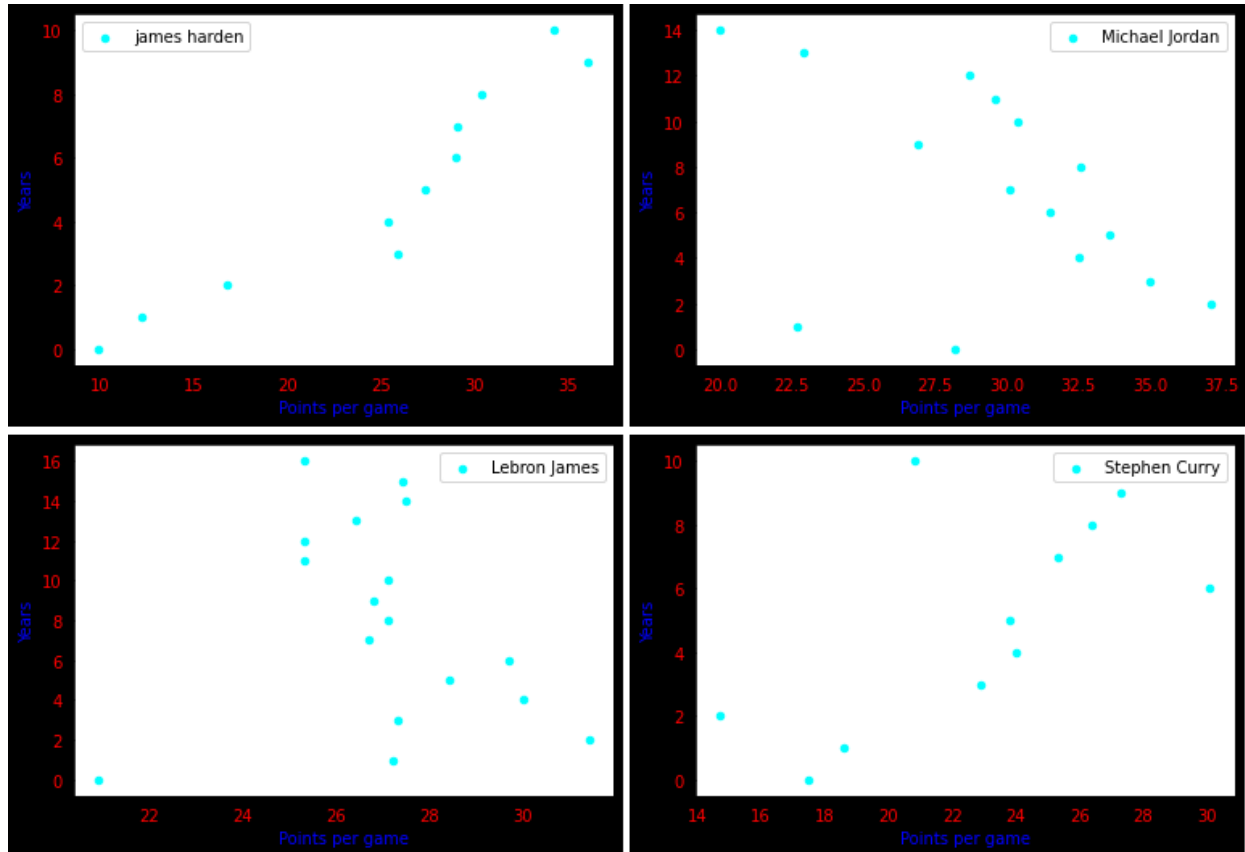 james harden
10
8
6
4
2
0
Years
10 15 20 25 30 35
Points per game
Michael Jordan
14
12
10
8
6
4
2
0
Years
20.0 22.5 25.0 27.5 30.0 32.5 35.0 37.5
Points per game
Lebron James
16
14
12
10
8
6
4
2
0
Years
22 24 26 28 30
Points per game
Stephen Curry
10
8
6
4
2
0
Years
14 16 18 20 22 24 26 28 30
Points per game